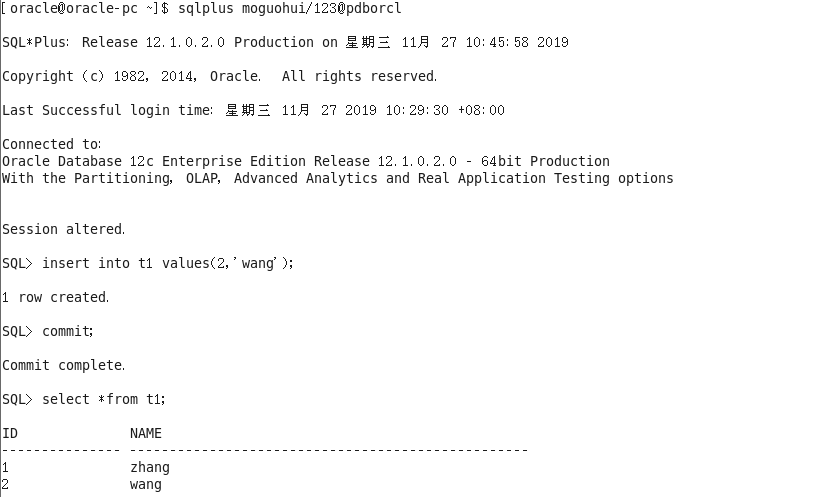 [oracle@oracle-pc ~]$ sqlplus moguohui/123@pdborcl
SQL*Plus: Release 12.1.0.2.0 Production on 星期三 11月 27 10:45:58 2019
Copyright (c) 1982, 2014, Oracle.  All rights reserved.
Last Successful login time: 星期三 11月 27 2019 10:29:30 +08:00
Connected to:
Oracle Database 12c Enterprise Edition Release 12.1.0.2.0 - 64bit Production
With the Partitioning, OLAP, Advanced Analytics and Real Application Testing options
Session altered.
SQL> insert into t1 values(2,'wang');
1 row created.
SQL> commit;
Commit complete.
SQL> select *from t1;
ID              NAME
--------------- --------------------------------------------------
1               zhang
2               wang